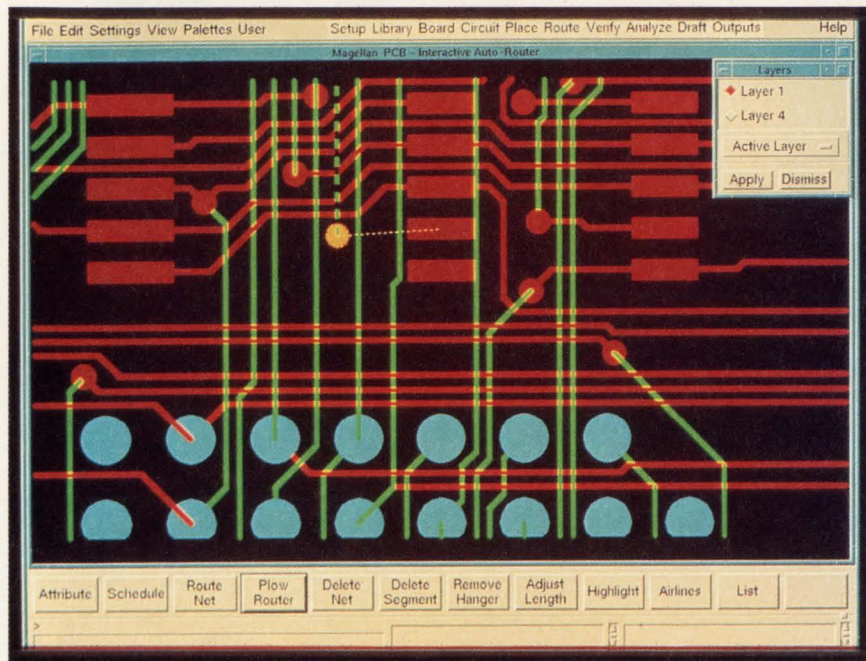 File Edit Settings View Palettes User Setup Library Board Circuit Place Route Verify Analyze Draft Outputs Help
Magellan PCB - Interactive Auto-Router
Layers
Layer 1
Layer 4
Active Layer
Apply Dismiss
Attribute
Schedule
Route
Net
Plow
Router
Delete
Net
Delete
Segment
Remove
Hanger
Adjust
Length
Highlight
Airlines
List
>